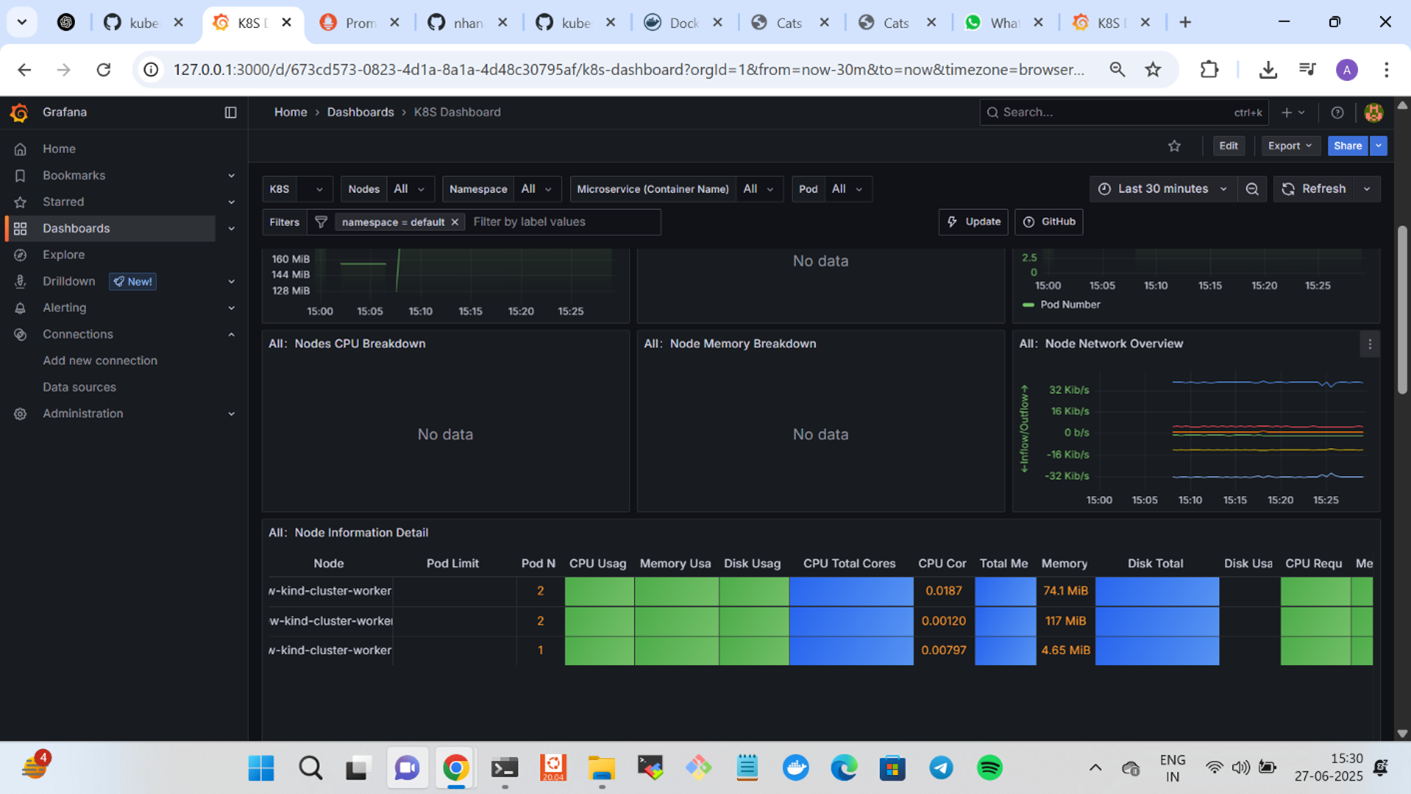 kube
K8S D
Prom
nhan
kube
Dock
Cats
Cats
What
K8S D
127.0.0.1:3000/d/673cd573-0823-4d1a-8a1a-4d48c30795af/k8s-dashboard?orgId=1&from=now-30m&to=now&timezone=browser...
A
Grafana
Home › Dashboards › K8S Dashboard
Search... ctrl+k
Edit Export Share
Home
Bookmarks
Starred
Dashboards
Explore
Drilldown New!
Alerting
Connections
Add new connection
Data sources
Administration
K8S Nodes All Namespace All Microservice (Container Name) All Pod All
Last 30 minutes Refresh
Filters namespace = default Filter by label values
Update GitHub
160 MiB
144 MiB
128 MiB
15:00 15:05 15:10 15:15 15:20 15:25
No data
2.5
0
15:00 15:05 15:10 15:15 15:20 15:25
Pod Number
All: Nodes CPU Breakdown
No data
All: Node Memory Breakdown
No data
All: Node Network Overview
←Inflow/Outflow→
32 Kib/s
16 Kib/s
0 b/s
-16 Kib/s
-32 Kib/s
15:00 15:05 15:10 15:15 15:20 15:25
All: Node Information Detail
Node Pod Limit Pod N CPU Usag Memory Usa Disk Usag CPU Total Cores CPU Cor Total Me Memory Disk Total Disk Usa CPU Requ Me
w-kind-cluster-worker 2 0.0187 74.1 MiB
w-kind-cluster-worker 2 0.00120 117 MiB
w-kind-cluster-worker 1 0.00797 4.65 MiB
4
20.04
ENG
IN
15:30
27-06-2025